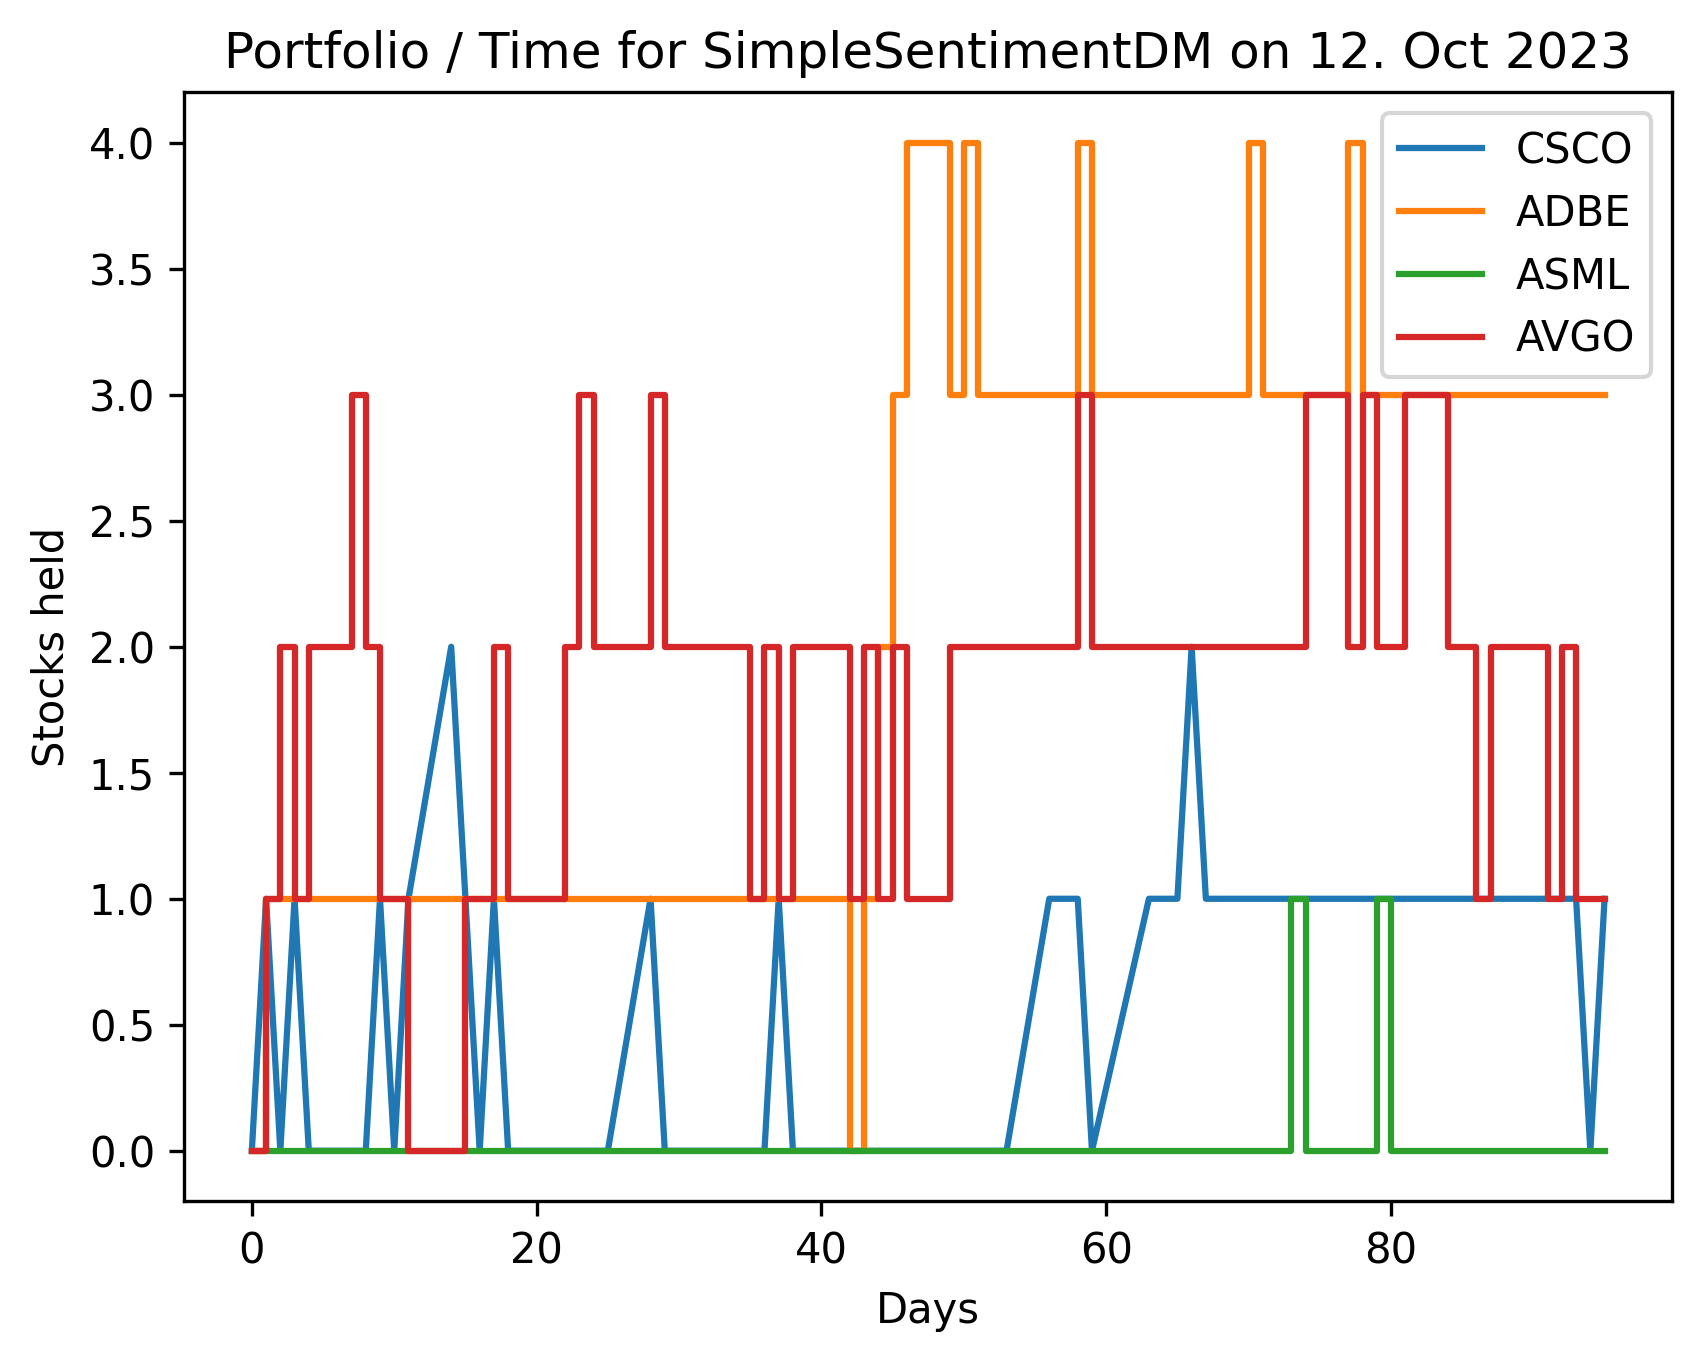 Portfolio / Time for SimpleSentimentDM on 12. Oct 2023
CSCO
ADBE
ASML
AVGO
Stocks held
4.0
3.5
3.0
2.5
2.0
1.5
1.0
0.5
0.0
0 20 40 60 80
Days